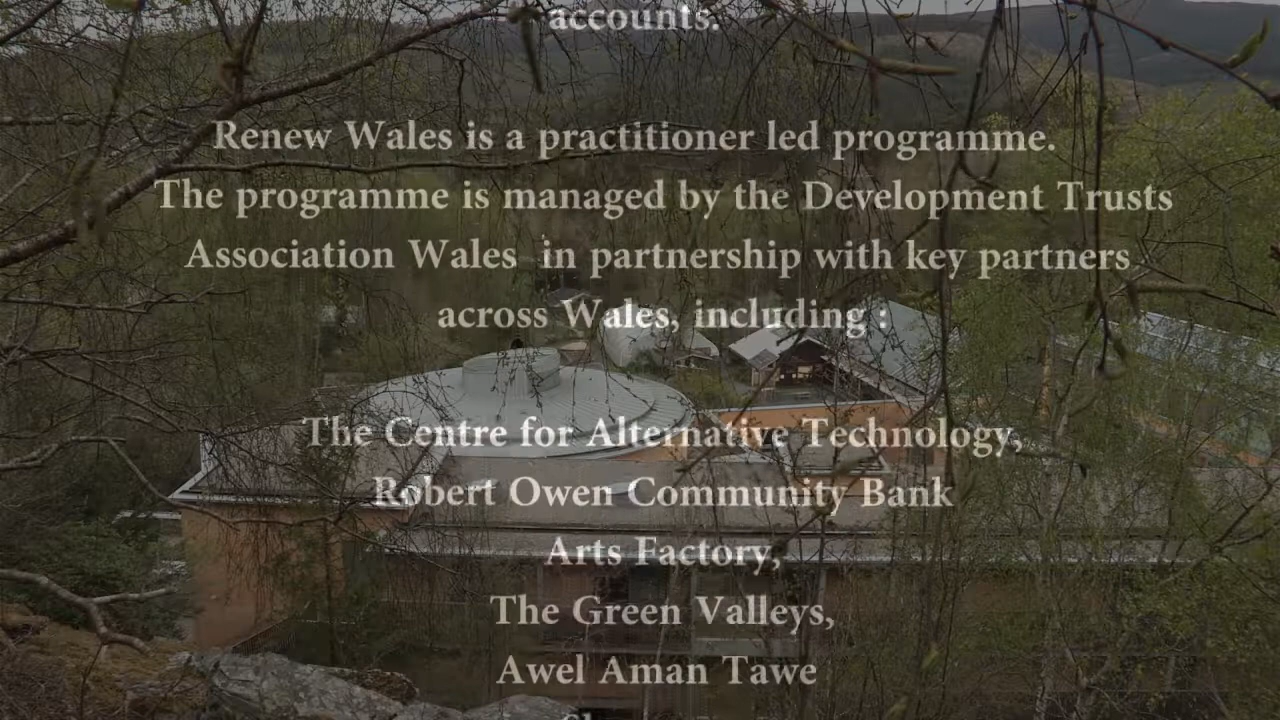 accounts.
Renew Wales is a practitioner led programme.
The programme is managed by the Development Trusts
Association Wales in partnership with key partners
across Wales, including :
The Centre for Alternative Technology,
Robert Owen Community Bank
Arts Factory,
The Green Valleys,
Awel Aman Tawe